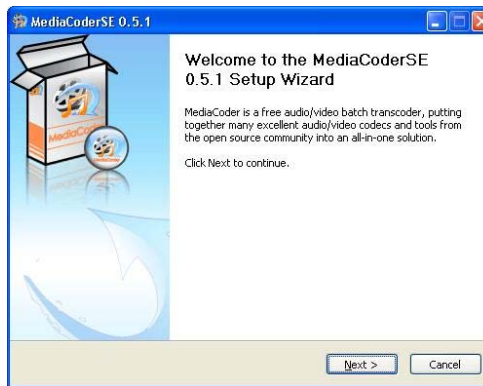 MediaCoderSE 0.5.1
Welcome to the MediaCoderSE
0.5.1 Setup Wizard
MediaCoder is a free audio/video batch transcoder, putting
together many excellent audio/video codecs and tools from
the open source community into an all-in-one solution.
Click Next to continue.
MediaCoder
Next >
Cancel